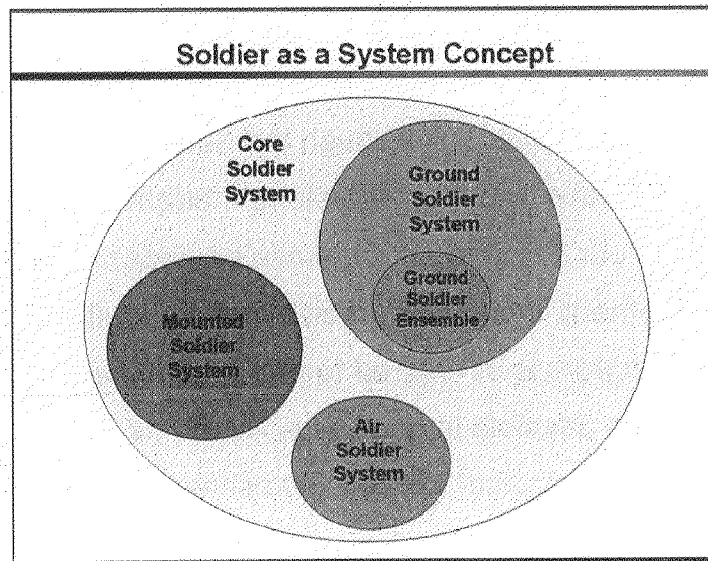 Soldier as a System Concept
Core
Soldier
System
Ground
Soldier
System
Ground
Soldier
Ensemble
Mounted
Soldier
System
Air
Soldier
System